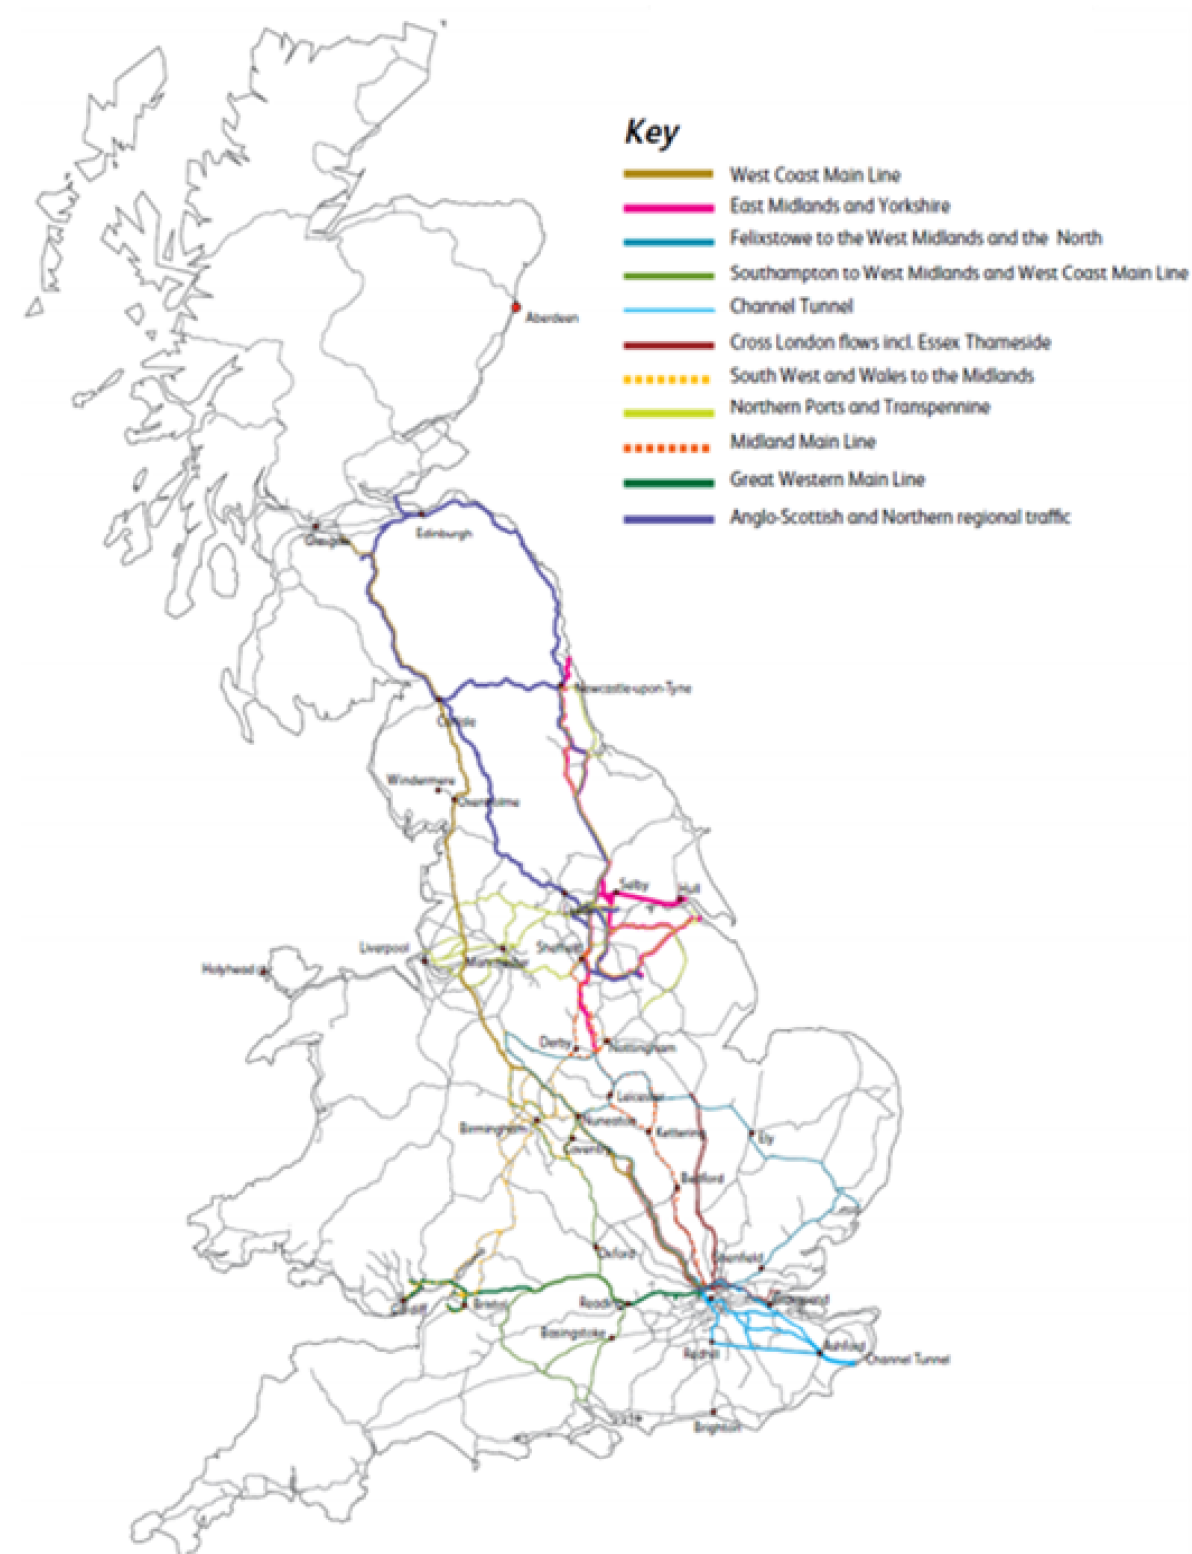 Key
West Coast Main Line
East Midlands and Yorkshire
Felixstowe to the West Midlands and the North
Southampton to West Midlands and West Coast Main Line
Channel Tunnel
Cross London flows incl. Essex Thameside
South West and Wales to the Midlands
Northern Ports and Transpennine
Midland Main Line
Great Western Main Line
Anglo-Scottish and Northern regional traffic
Aberdeen
Edinburgh
Glasgow
Newcastle-upon-Tyne
Carlisle
Windermere
Oxenholme
Selby
Hull
Liverpool
Manchester
Sheffield
Holyhead
Derby
Nottingham
Leicester
Birmingham
Nuneaton
Kettering
Ely
Coventry
Bedford
Oxford
Cardiff
Bristol
Reading
Basingstoke
Redhill
Ashford
Channel Tunnel
Brighton